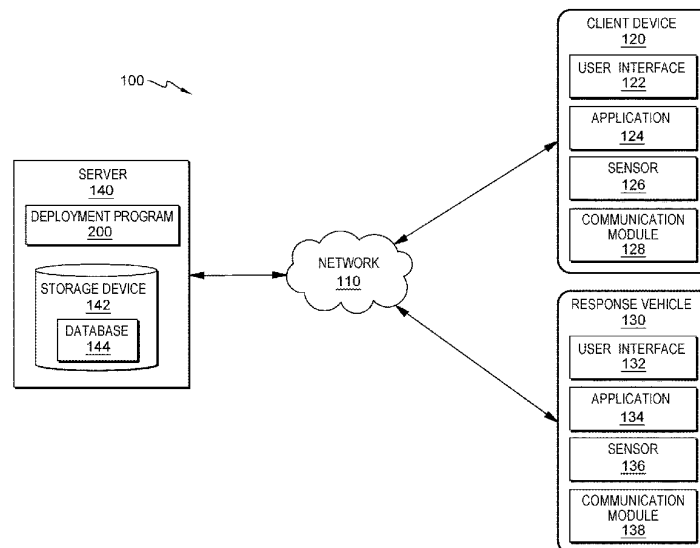 100
SERVER
140
DEPLOYMENT PROGRAM
200
STORAGE DEVICE
142
DATABASE
144
NETWORK
110
CLIENT DEVICE
120
USER INTERFACE
122
APPLICATION
124
SENSOR
126
COMMUNICATION
MODULE
128
RESPONSE VEHICLE
130
USER INTERFACE
132
APPLICATION
134
SENSOR
136
COMMUNICATION
MODULE
138